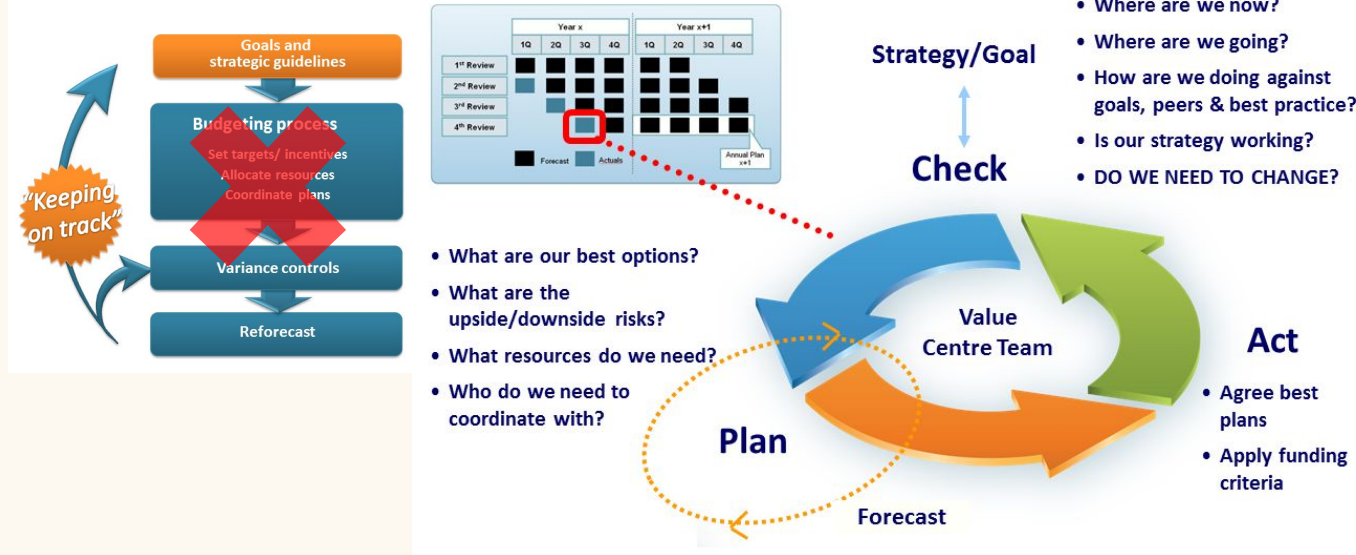 Goals and
strategic guidelines
Budgeting process
Set targets/ incentives
Allocate resources
Coordinate plans
"Keeping
on track"
Variance controls
Reforecast
Year x
Year x+1
1Q 2Q 3Q 4Q 1Q 2Q 3Q 4Q
1st Review
2nd Review
3rd Review
4th Review
Forecast
Actuals
Annual Plan
x+1
Strategy/Goal
Check
• Where are we now?
• Where are we going?
• How are we doing against
goals, peers & best practice?
• Is our strategy working?
• DO WE NEED TO CHANGE?
• What are our best options?
• What are the
upside/downside risks?
• What resources do we need?
• Who do we need to
coordinate with?
Value
Centre Team
Act
• Agree best
plans
• Apply funding
criteria
Plan
Forecast